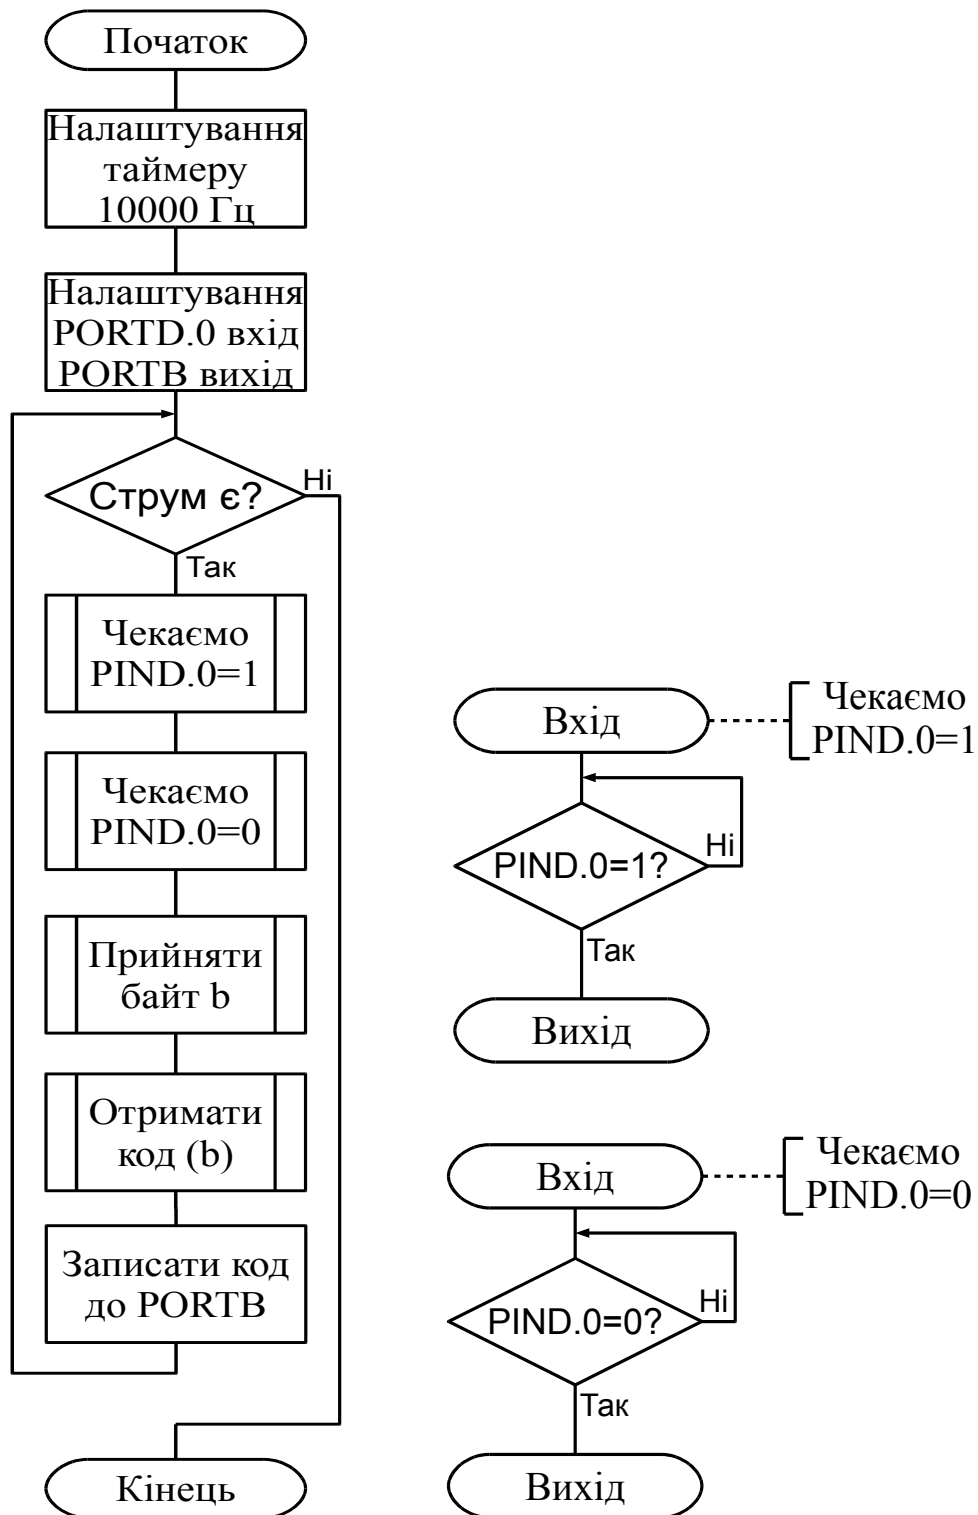 Початок
Налаштування
таймеру
10000 Гц
Налаштування
PORTD.0 вхід
PORTB вихід
Струм є?
Ні
Так
Чекаємо
PIND.0=1
Чекаємо
PIND.0=0
Прийняти
байт b
Отримати
код (b)
Записати код
до PORTB
Кінець
Вхід
Чекаємо
PIND.0=1
PIND.0=1?
Ні
Так
Вихід
Вхід
Чекаємо
PIND.0=0
PIND.0=0?
Ні
Так
Вихід